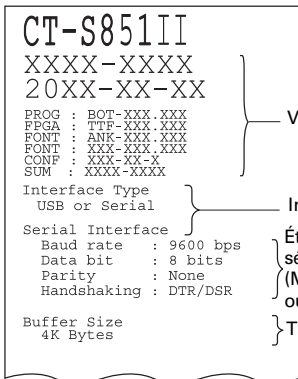 CT-S851II
XXXX-XXXX
20XX-XX-XX
PROG : BOT-XXX.XXX
FPGA : TTF-XXX.XXX
FONT : ANK-XXX.XXX
FONT : XXX-XXX.XXX
CONF : XXX-XX-X
SUM : XXXX-XXXX
V
Interface Type
USB or Serial
In
Serial Interface
Baud rate : 9600 bps
Data bit : 8 bits
Parity : None
Handshaking : DTR/DSR
Ét
sé
(M
ou
Buffer Size
4K Bytes
T